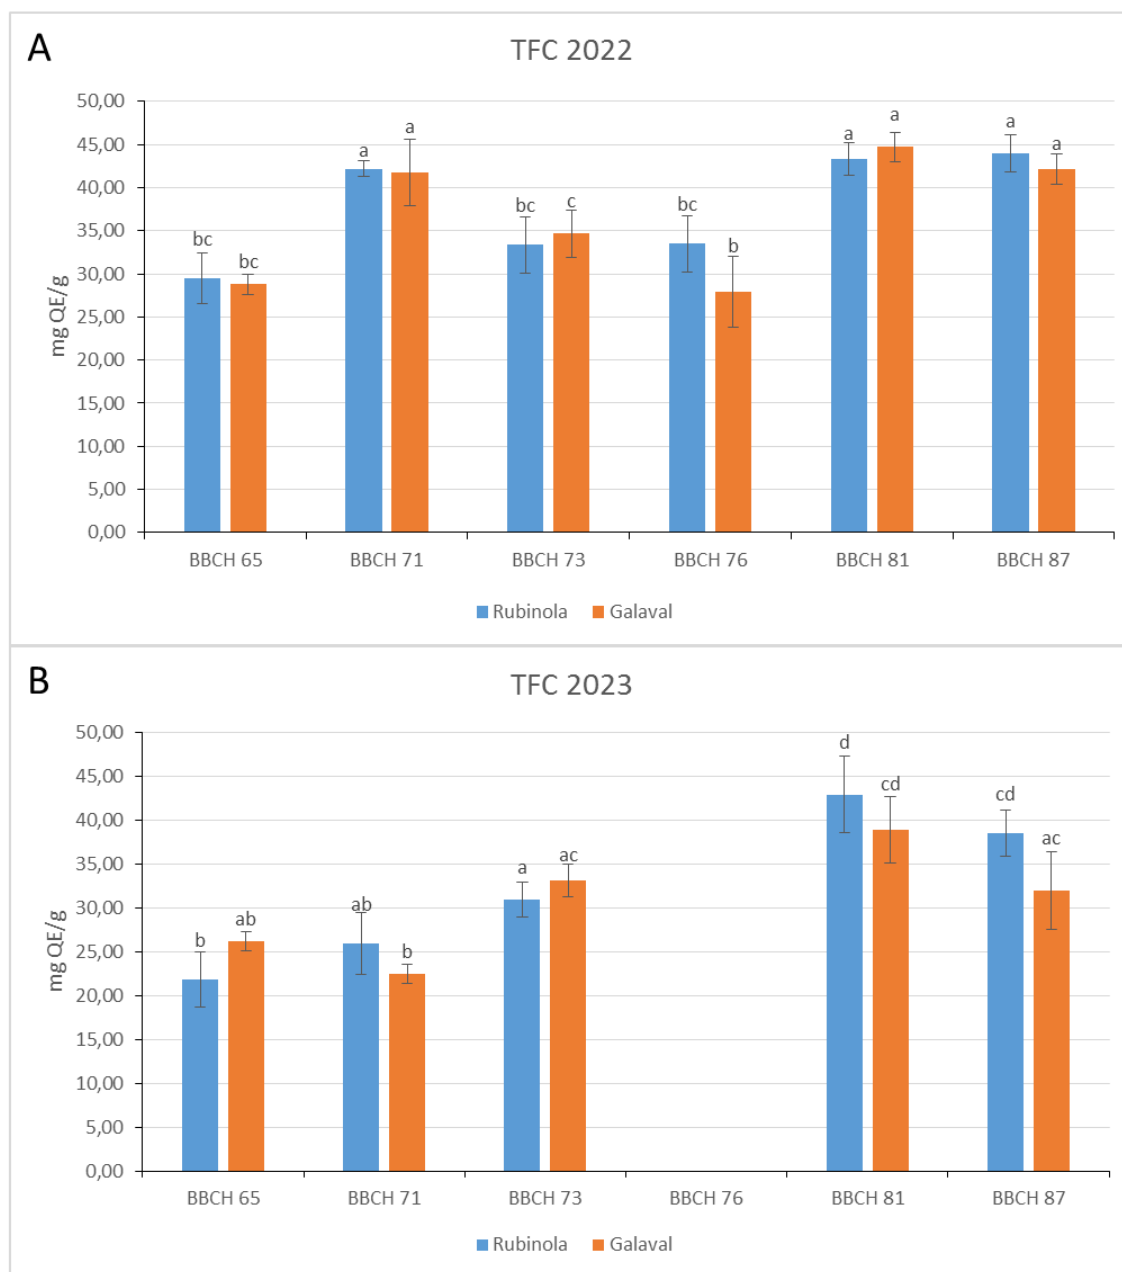 A
TFC 2022
mg QE/g
50,00
45,00
40,00
35,00
30,00
25,00
20,00
15,00
10,00
5,00
0,00
bc bc a a bc c bc b a a a a
BBCH 65 BBCH 71 BBCH 73 BBCH 76 BBCH 81 BBCH 87
Rubinola Galaval
B
TFC 2023
mg QE/g
50,00
45,00
40,00
35,00
30,00
25,00
20,00
15,00
10,00
5,00
0,00
b ab ab b a ac d cd cd ac
BBCH 65 BBCH 71 BBCH 73 BBCH 76 BBCH 81 BBCH 87
Rubinola Galaval